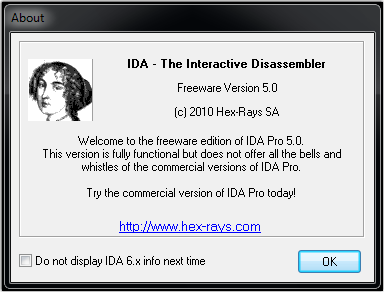 About
IDA - The Interactive Disassembler
Freeware Version 5.0
(c) 2010 Hex-Rays SA
Welcome to the freeware edition of IDA Pro 5.0.
This version is fully functional but does not offer all the bells and
whistles of the commercial versions of IDA Pro.
Try the commercial version of IDA Pro today!
http://www.hex-rays.com
Do not display IDA 6.x info next time
OK